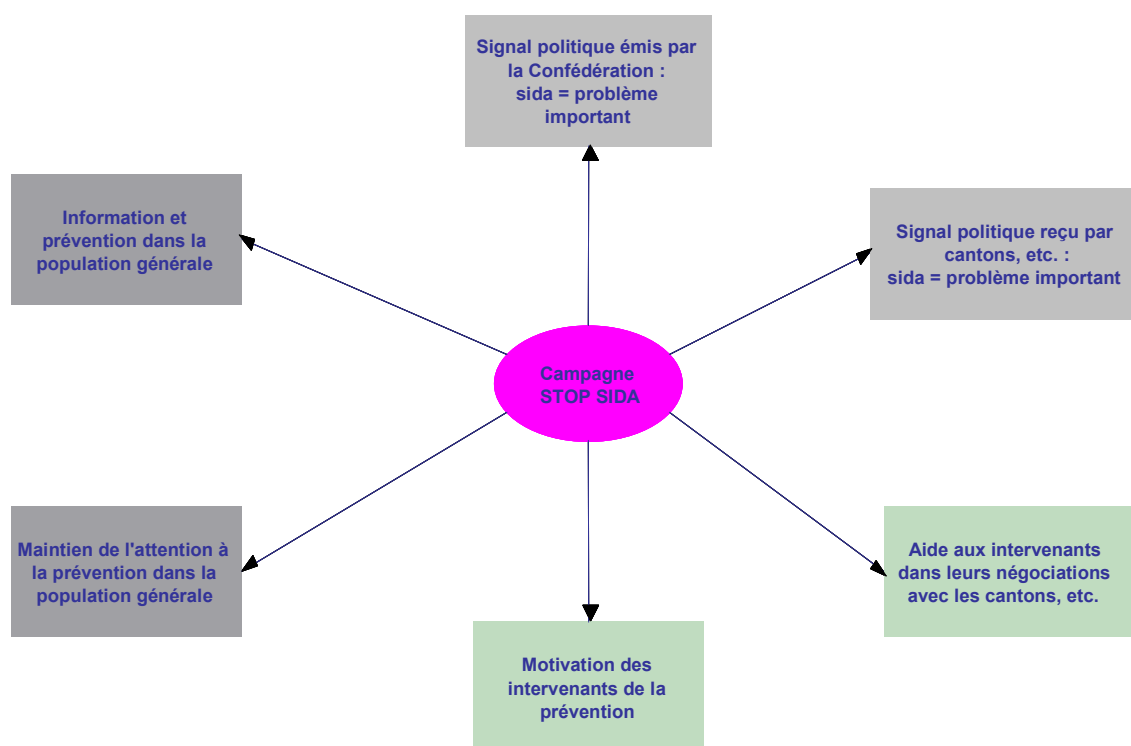 Signal politique émis par
la Confédération :
sida = problème
important
Information et
prévention dans la
population générale
Signal politique reçu par
cantons, etc. :
sida = problème important
Campagne
STOP SIDA
Maintien de l'attention à
la prévention dans la
population générale
Aide aux intervenants
dans leurs négociations
avec les cantons, etc.
Motivation des
intervenants de la
prévention